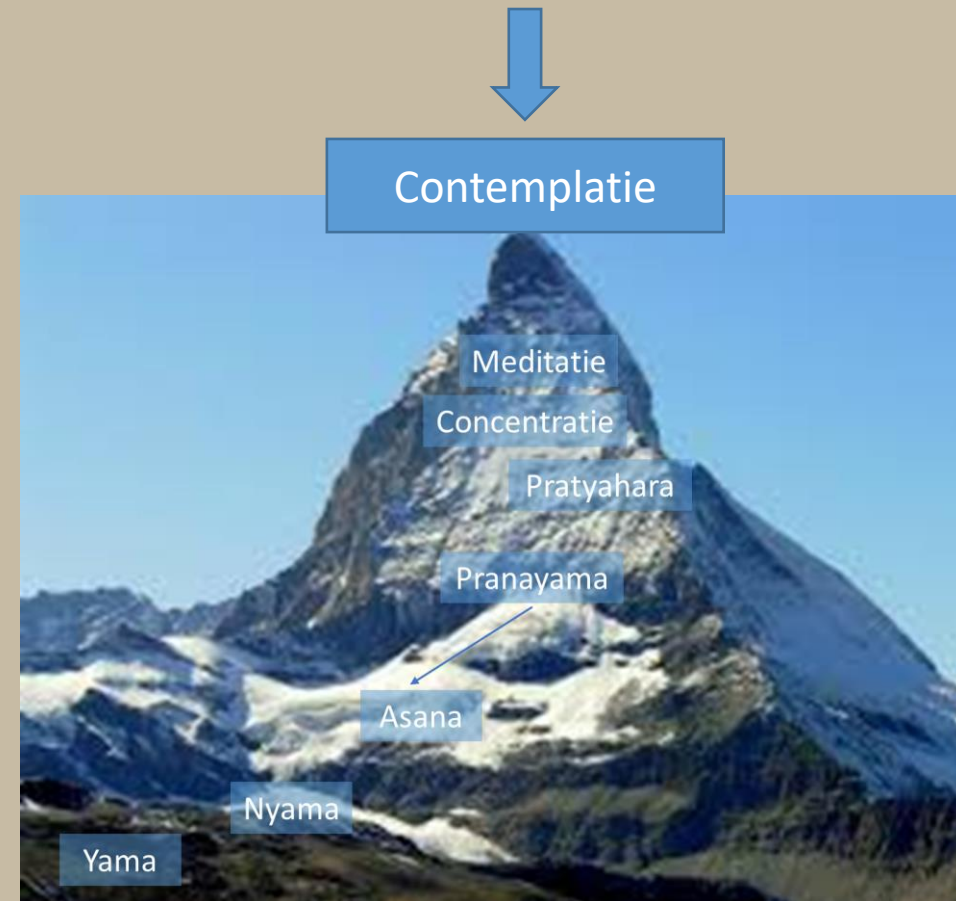 Contemplatie
Meditatie
Concentratie
Pratyahara
Pranayama
Asana
Nyama
Yama